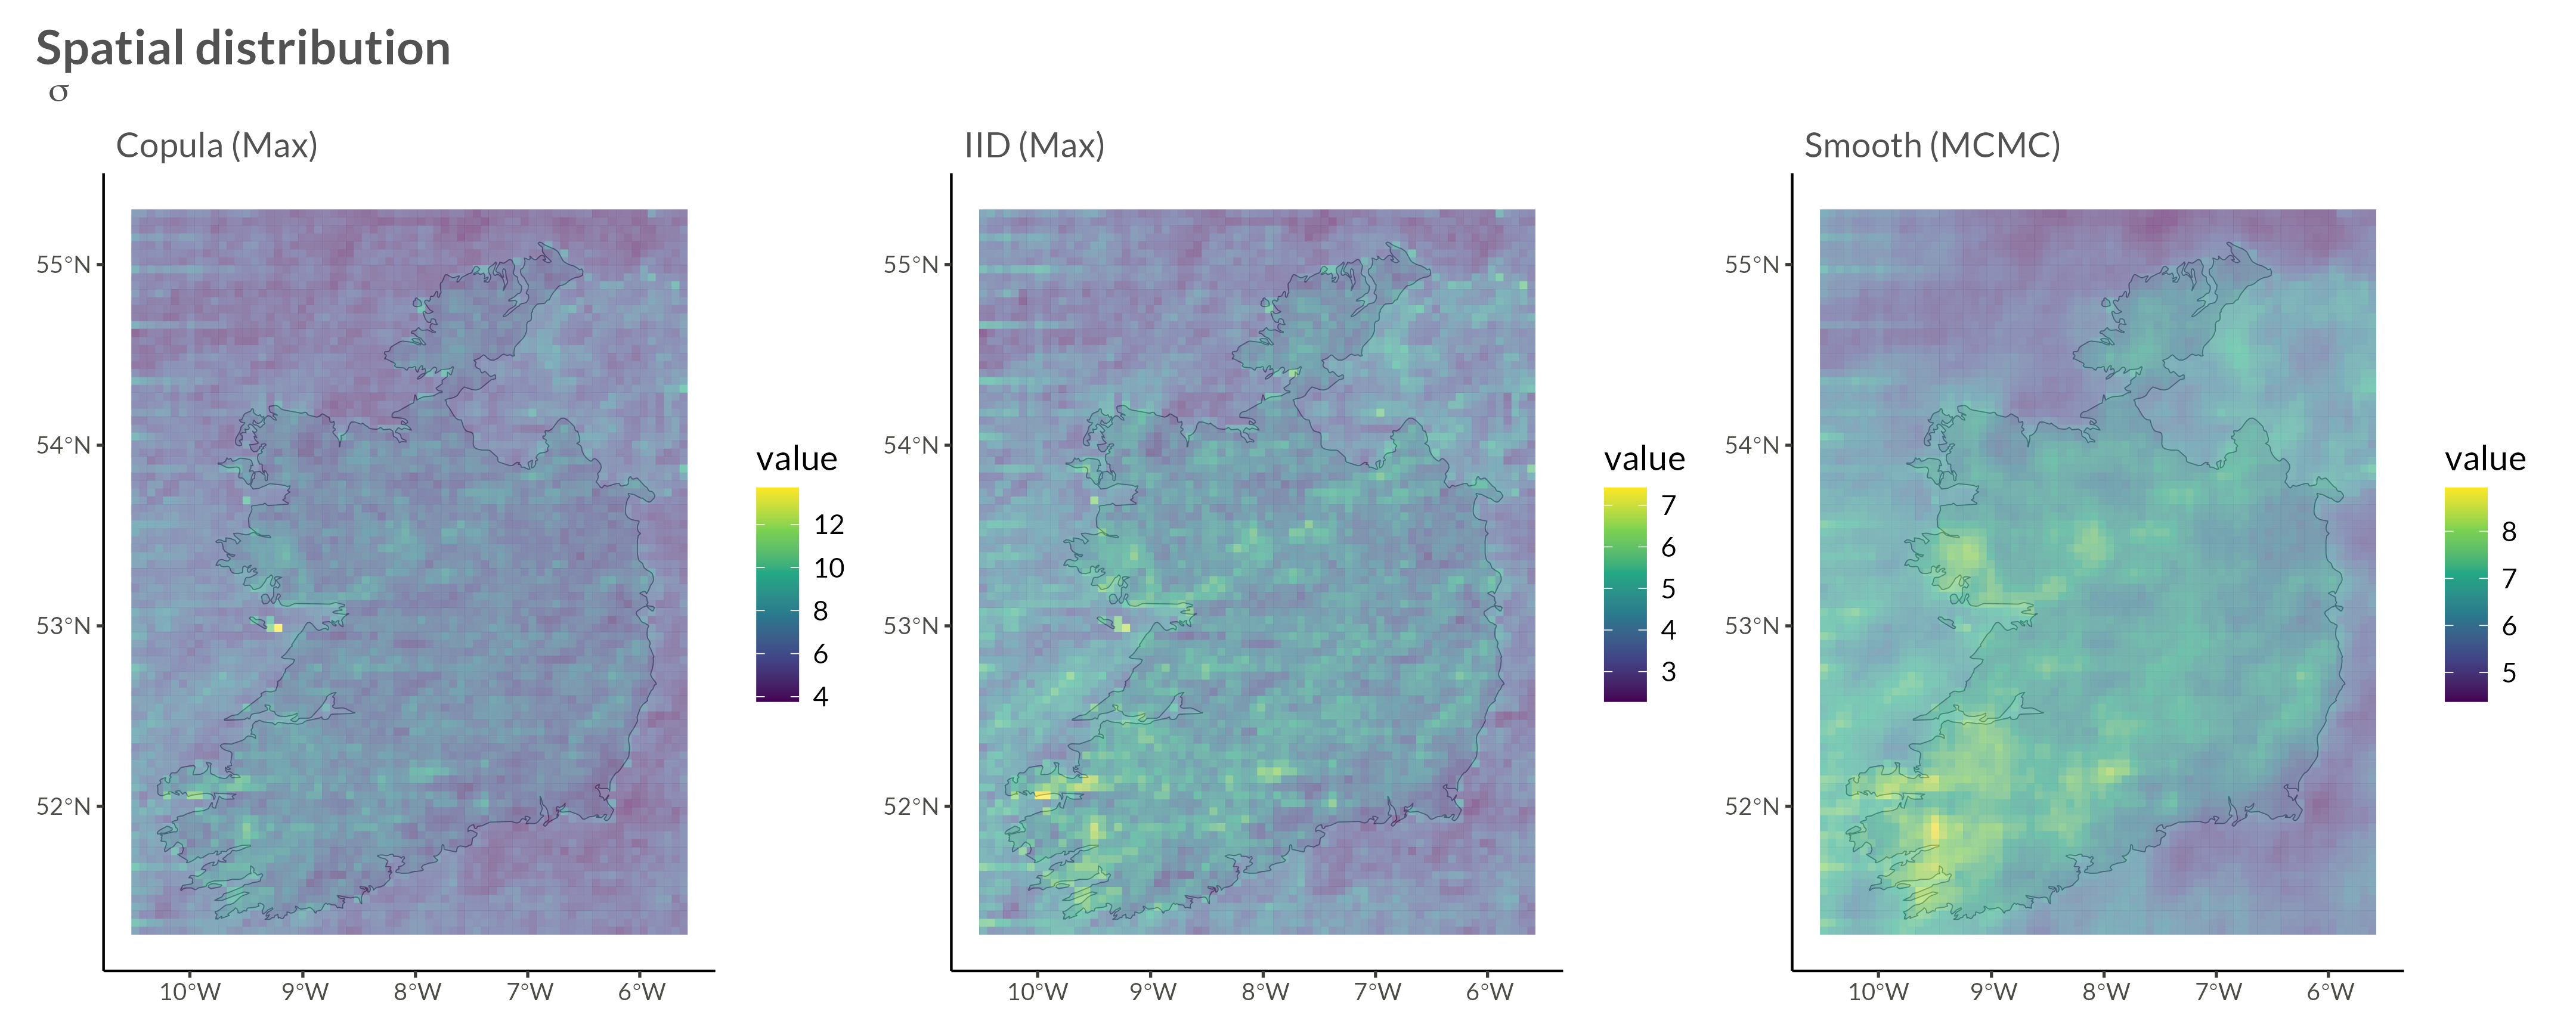 Spatial distribution
σ
Copula (Max)
55°N
54°N
53°N
52°N
10°W 9°W 8°W 7°W 6°W
value
12
10
8
6
4
IID (Max)
55°N
54°N
53°N
52°N
10°W 9°W 8°W 7°W 6°W
value
7
6
5
4
3
Smooth (MCMC)
55°N
54°N
53°N
52°N
10°W 9°W 8°W 7°W 6°W
value
8
7
6
5